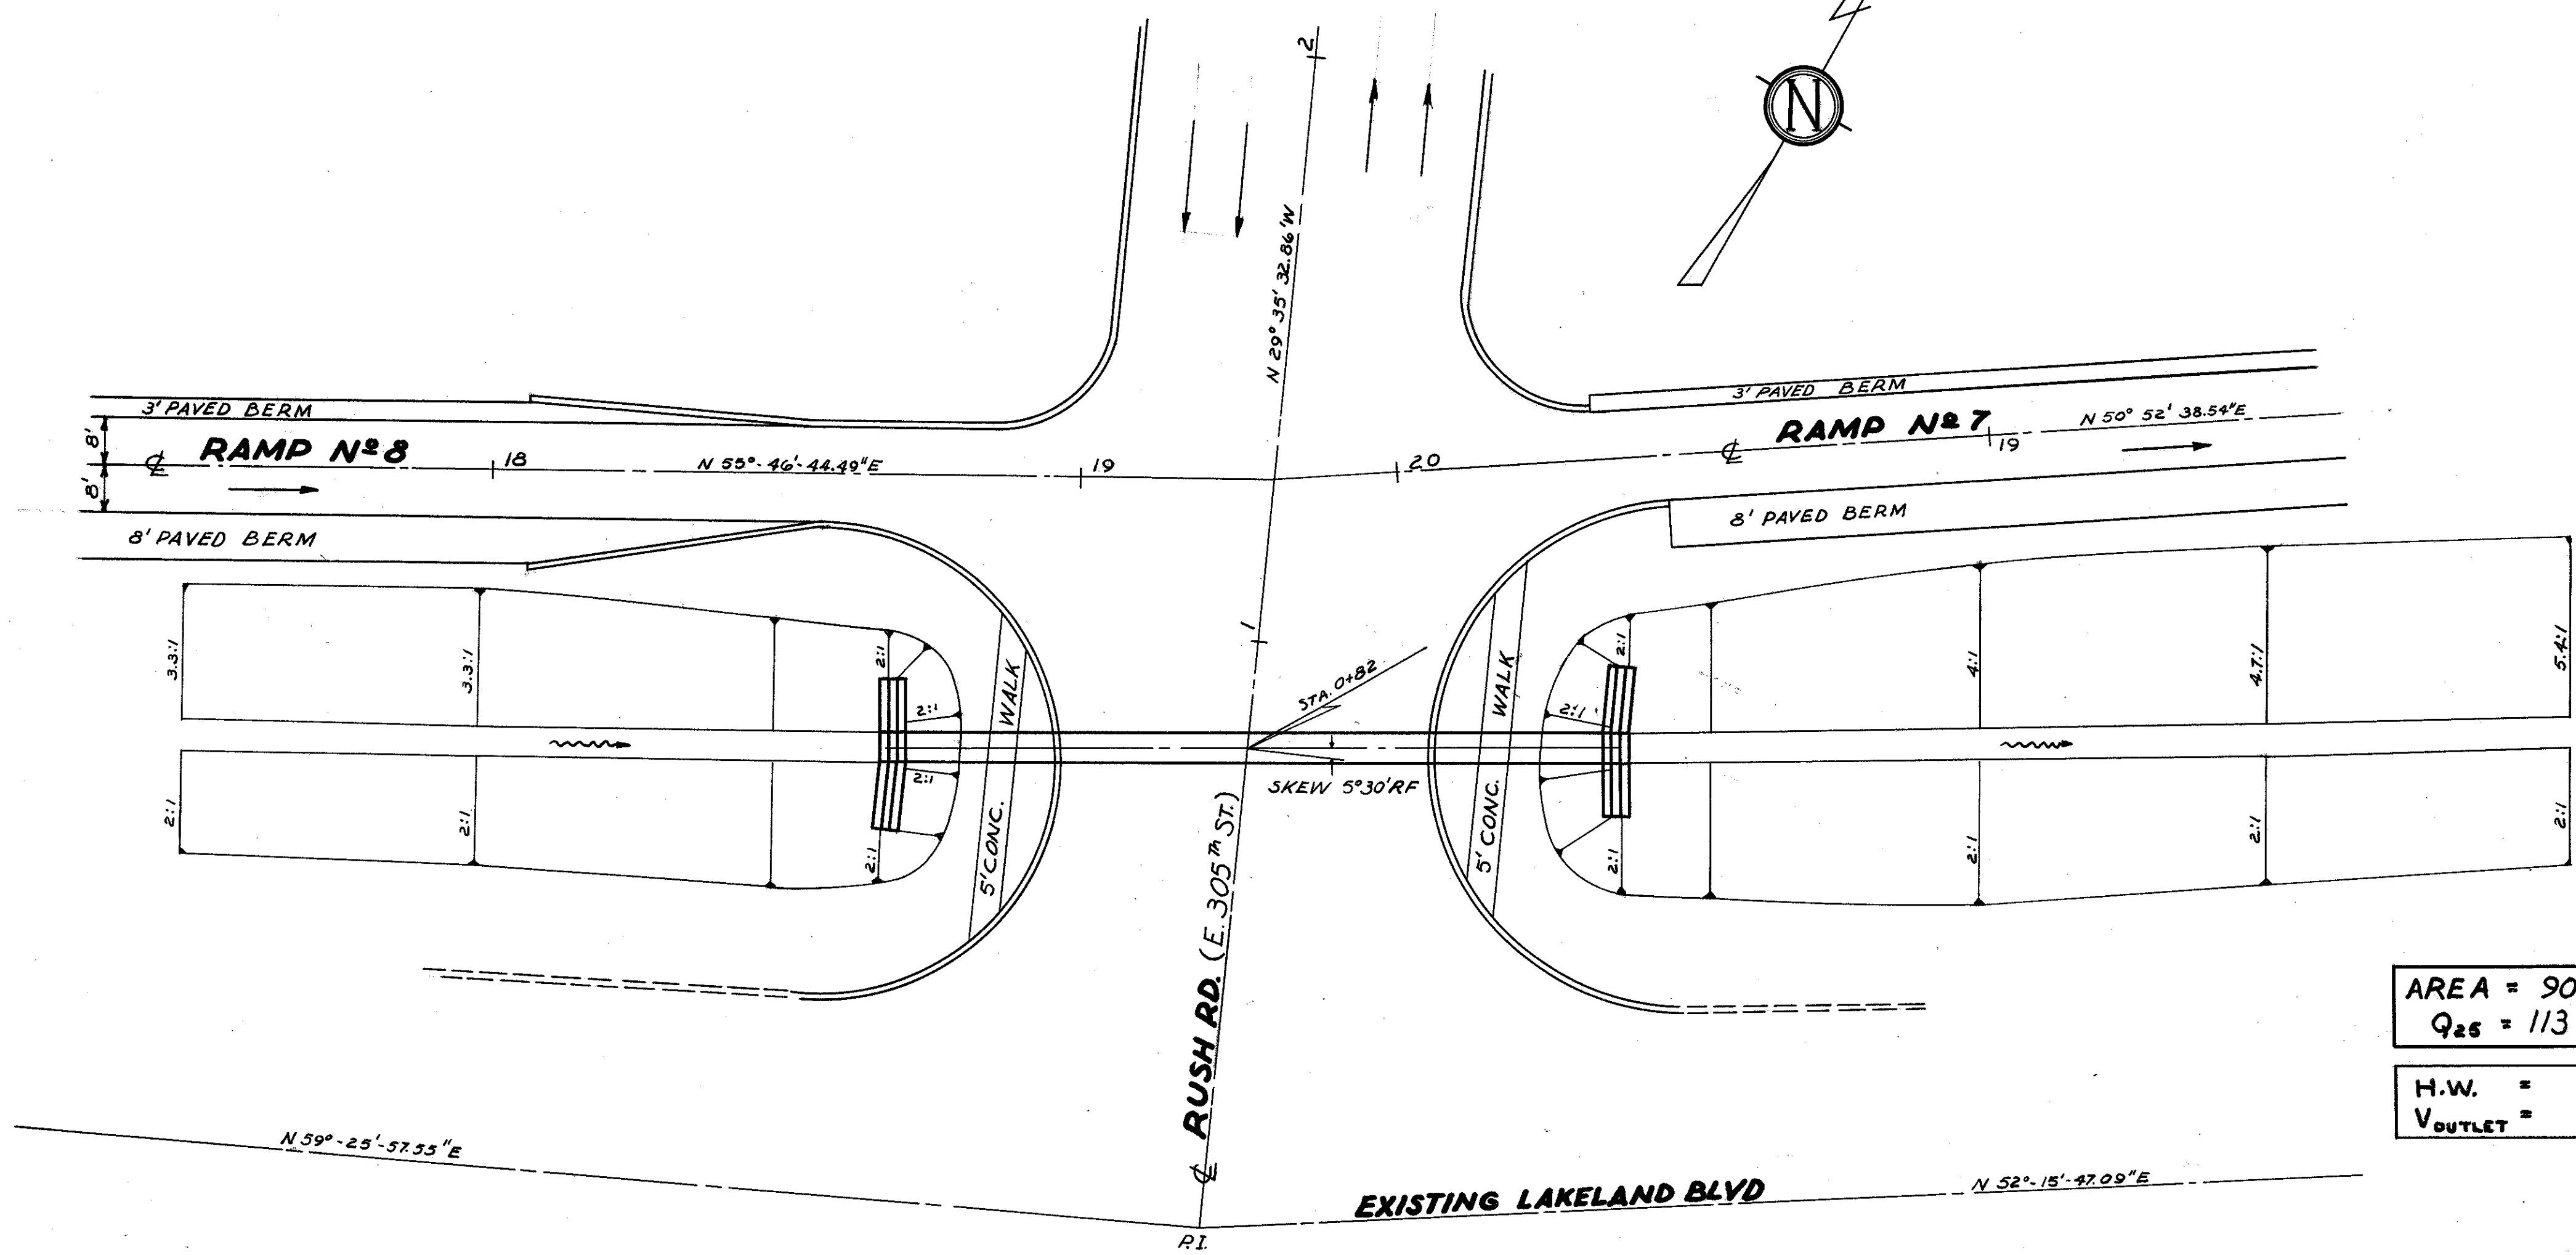 2
N
N 29° 35' 32.86" W
3' PAVED BERM
3' PAVED BERM
8'
RAMP Nº 8
18
N 55°-46'-44.49"E
19
20
RAMP Nº 7
19
N 50° 52' 38.54"E
8'
8' PAVED BERM
8' PAVED BERM
3.3:1
3.3:1
2:1
2:1
WALK
1
STA. 0+82
WALK
2:1
2:1
4:1
4.7:1
5.4:1
2:1
2:1
2:1
2:1
5' CONC.
SKEW 5°30' RF
5' CONC.
2:1
2:1
2:1
2:1
RUSH RD. (E. 305Th ST.)
AREA = 90
Q25 = 113
H.W. =
VOUTLET =
N 59°-25'-57.55"E
EXISTING LAKELAND BLVD
N 52°-15'-47.09"E
P.I.